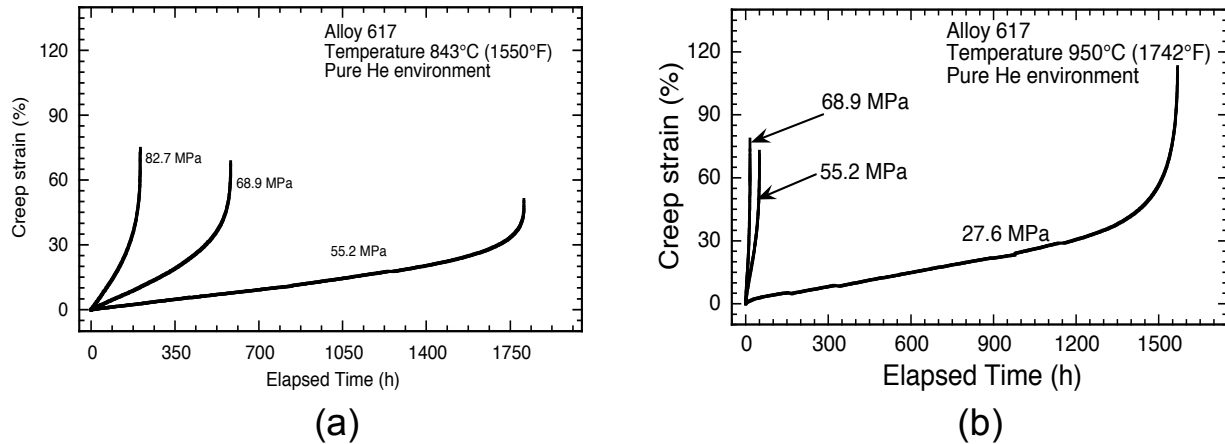 Alloy 617
Temperature 843°C (1550°F)
Pure He environment
82.7 MPa
68.9 MPa
55.2 MPa
120
90
60
30
0
Creep strain (%)
0 350 700 1050 1400 1750
Elapsed Time (h)
(a)
Alloy 617
Temperature 950°C (1742°F)
Pure He environment
68.9 MPa
55.2 MPa
27.6 MPa
120
90
60
30
0
Creep strain (%)
0 300 600 900 1200 1500
Elapsed Time (h)
(b)